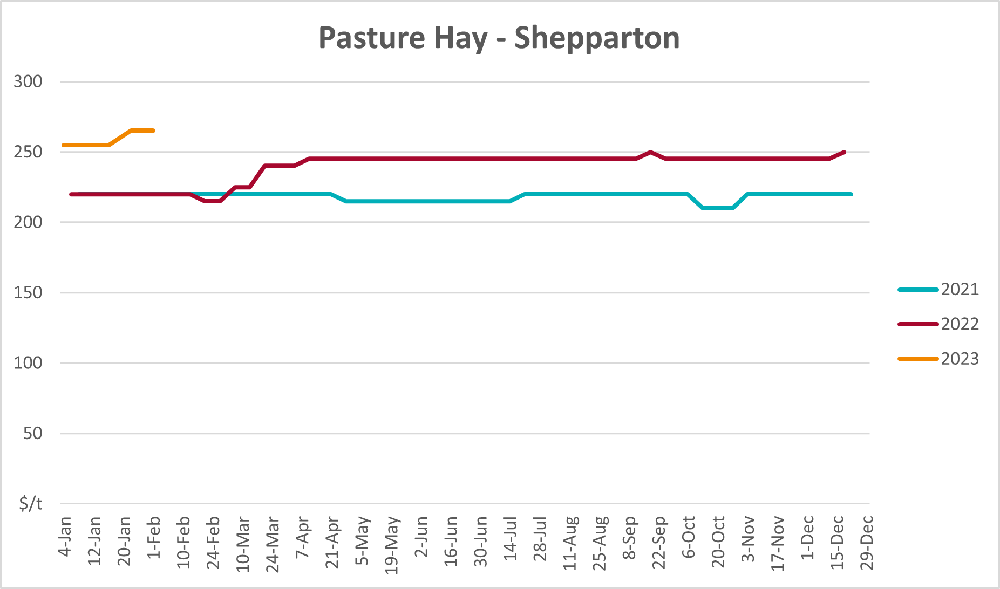 Pasture Hay - Shepparton
300
250
200
150
100
50
$/t
4-Jan
12-Jan
20-Jan
1-Feb
10-Feb
24-Feb
10-Mar
24-Mar
7-Apr
21-Apr
5-May
19-May
2-Jun
16-Jun
30-Jun
14-Jul
28-Jul
11-Aug
25-Aug
8-Sep
22-Sep
6-Oct
20-Oct
3-Nov
17-Nov
1-Dec
15-Dec
29-Dec
2021
2022
2023